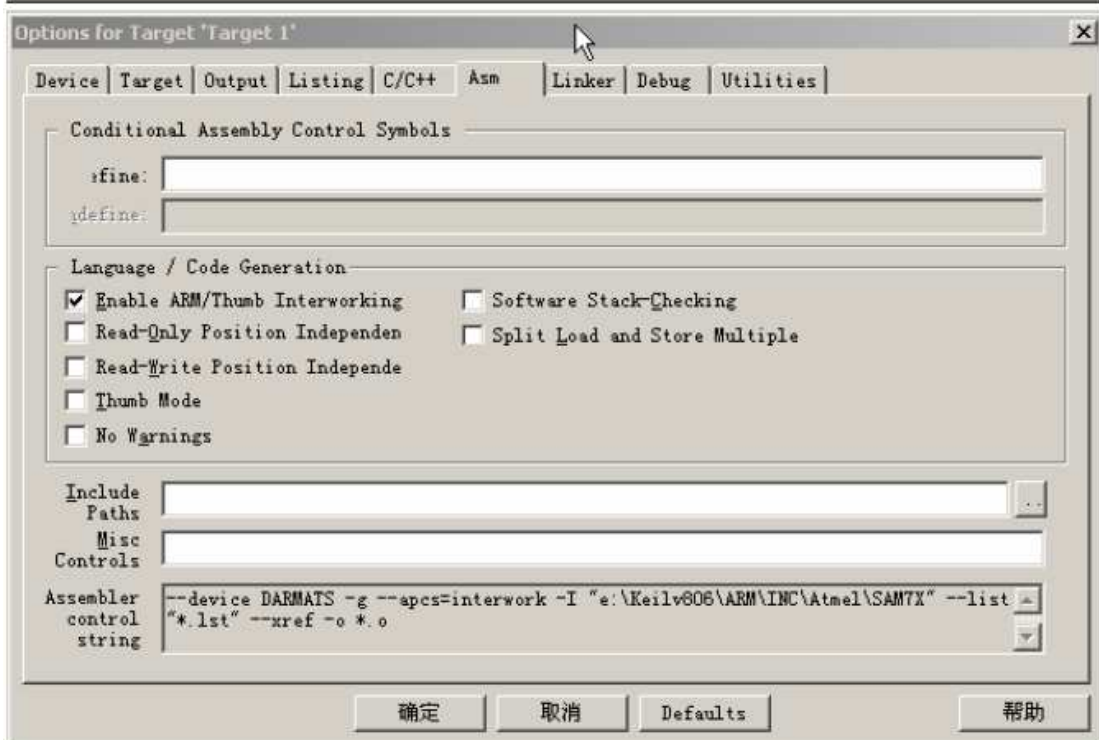 Options for Target 'Target 1'
Device Target Output Listing C/C++ Asm Linker Debug Utilities
Conditional Assembly Control Symbols
efine:
define:
Language / Code Generation
Enable ARM/Thumb Interworking Software Stack-Checking
Read-Only Position Independen Split Load and Store Multiple
Read-Write Position Independe
Thumb Mode
No Warnings
Include
Paths
..
Misc
Controls
Assembler
control
string
--device DARMATS -g --apcs=interwork -I "e:\Keilv606\ARM\INC\Atmel\SAM7X" --list
"*.lst" --xref -o *.o
确定 取消 Defaults 帮助